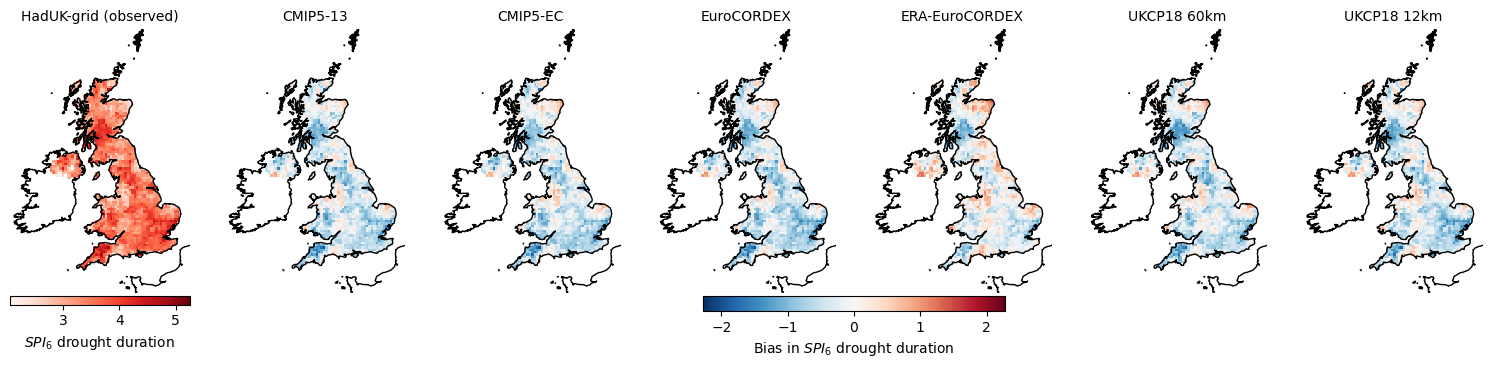 HadUK-grid (observed)
CMIP5-13
CMIP5-EC
EuroCORDEX
ERA-EuroCORDEX
UKCP18 60km
UKCP18 12km
3 4 5
SPI6 drought duration
−2 −1 0 1 2
Bias in SPI6 drought duration